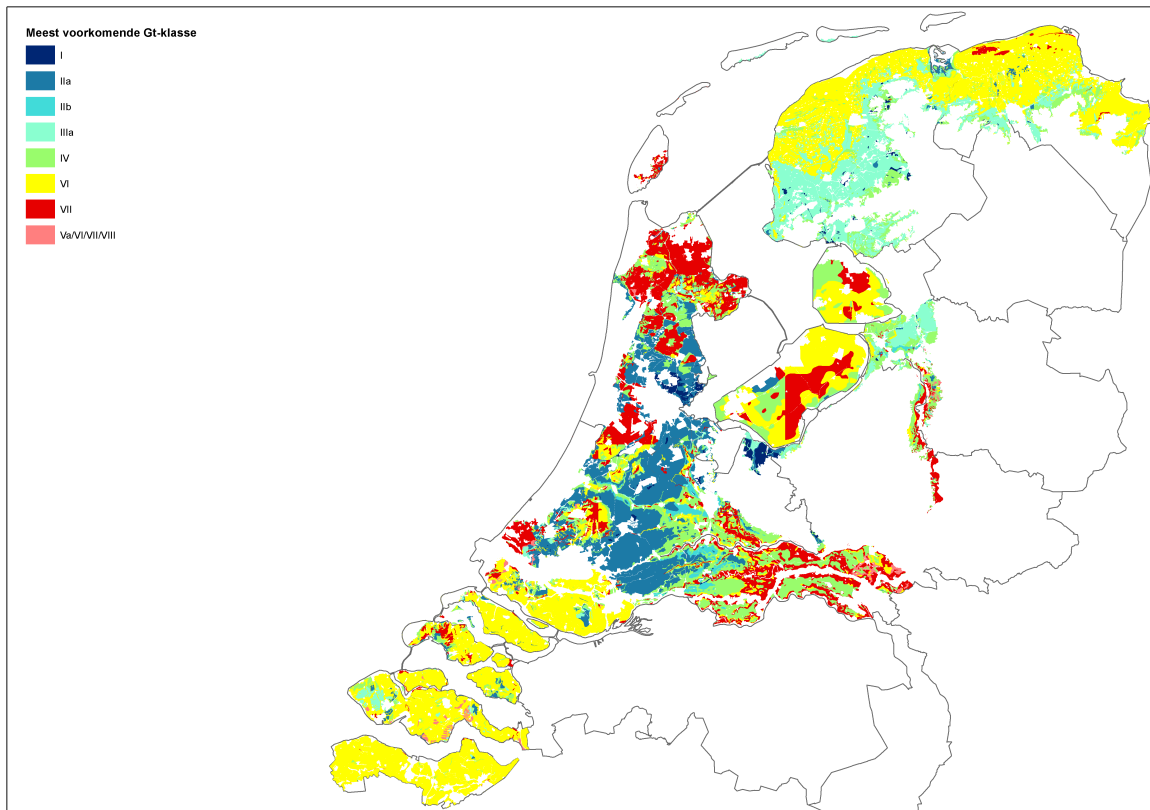 Meest voorkomende Gt-klasse
I
IIa
IIb
IIIa
IV
VI
VII
Va/VI/VII/VIII